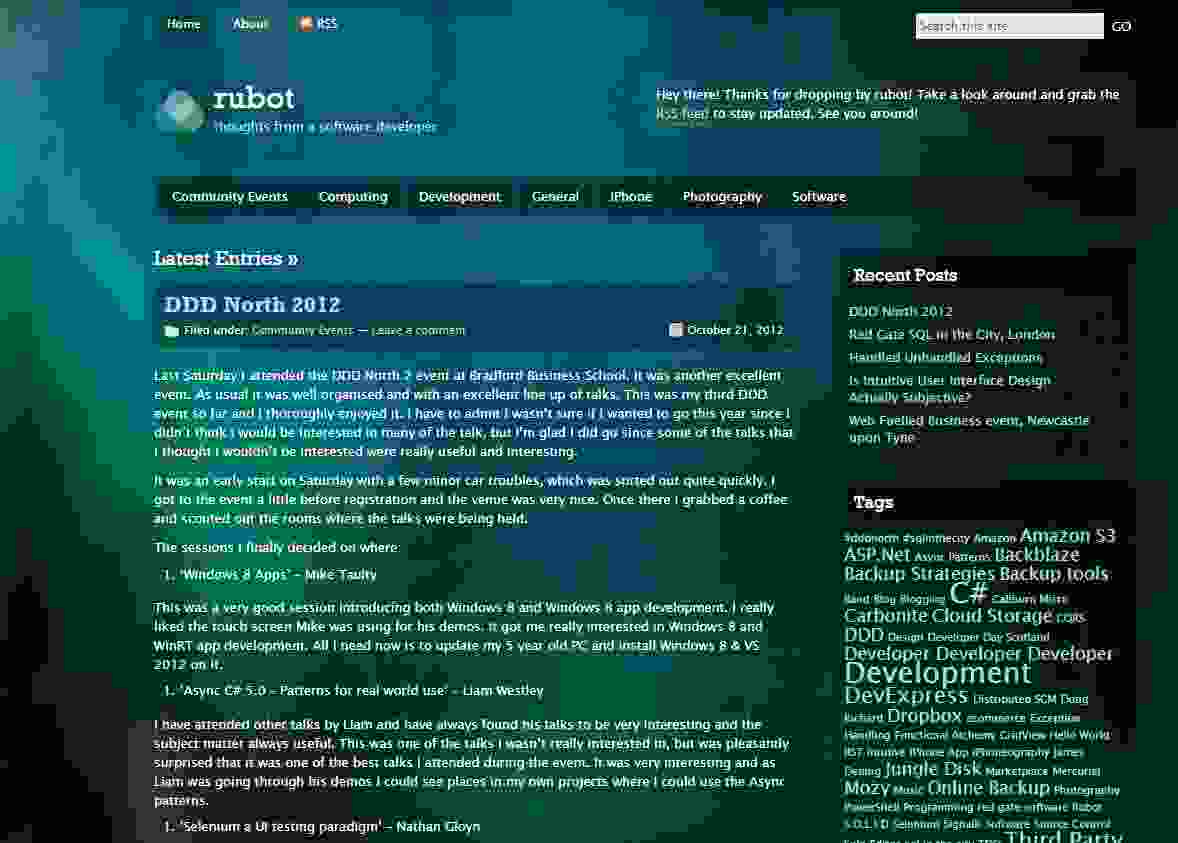 Home About RSS
Search this site GO
rubot
thoughts from a software developer
Hey there! Thanks for dropping by rubot! Take a look around and grab the
RSS feed to stay updated. See you around!
Community Events Computing Development General iPhone Photography Software
Latest Entries »
DDD North 2012
Filed under: Community Events — Leave a comment
October 21, 2012
Last Saturday I attended the DDD North 2 event at Bradford Business School. It was another excellent
event. As usual it was well organised and with an excellent line up of talks. This was my third DDD
event so far and I thoroughly enjoyed it. I have to admit I wasn't sure if I wanted to go this year since I
didn't think I would be interested in many of the talk, but I'm glad I did go since some of the talks that
I thought I wouldn't be interested were really useful and interesting.
It was an early start on Saturday with a few minor car troubles, which was sorted out quite quickly. I
got to the event a little before registration and the venue was very nice. Once there I grabbed a coffee
and scouted out the rooms where the talks were being held.
The sessions I finally decided on where:
1. 'Windows 8 Apps' – Mike Taulty
This was a very good session introducing both Windows 8 and Windows 8 app development. I really
liked the touch screen Mike was using for his demos. It got me really interested in Windows 8 and
WinRT app development. All I need now is to update my 5 year old PC and install Windows 8 & VS
2012 on it.
1. 'Async C# 5.0 – Patterns for real world use' – Liam Westley
I have attended other talks by Liam and have always found his talks to be very interesting and the
subject matter always useful. This was one of the talks I wasn't really interested in, but was pleasantly
surprised that it was one of the best talks I attended during the event. It was very interesting and as
Liam was going through his demos I could see places in my own projects where I could use the Async
patterns.
1. 'Selenium a UI testing paradigm' – Nathan Gloyn
Recent Posts
DDD North 2012
Red Gate SQL in the City, London
Handled Unhandled Exceptions
Is Intuitive User Interface Design
Actually Subjective?
Web Fuelled Business event, Newcastle
upon Tyne
Tags
#dddnorth #sqlinthecity Amazon Amazon S3
ASP.Net Async Patterns Backblaze
Backup Strategies Backup tools
Band Blog Blogging C# Caliburn Micro
Carbonite Cloud Storage CQRS
DDD Design Developer Day Scotland
Developer Developer Developer
Development
DevExpress Distributed SCM Doug
Richard Dropbox ecommerce Exception
Handling Functional Alchemy GridView Hello World
IIS7 Intuitive iPhone App iPhoneography James
Jungle Disk Marketplace Mercurial
Mozy Music Online Backup Photography
PowerShell Programming red gate software Robot
S.O.L.I.D Selenium SignalR Software Source Control
sql in the city Third Party